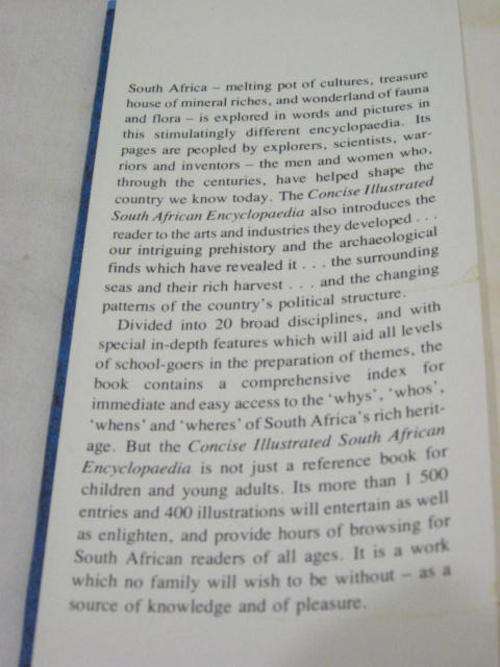 South Africa – melting pot of cultures, treasure
house of mineral riches, and wonderland of fauna
and flora – is explored in words and pictures in
this stimulatingly different encyclopaedia. Its
pages are peopled by explorers, scientists, war-
riors and inventors – the men and women who,
through the centuries, have helped shape the
country we know today. The Concise Illustrated
South African Encyclopaedia also introduces the
reader to the arts and industries they developed . . .
our intriguing prehistory and the archaeological
finds which have revealed it . . . the surrounding
seas and their rich harvest . . . and the changing
patterns of the country's political structure.
Divided into 20 broad disciplines, and with
special in-depth features which will aid all levels
of school-goers in the preparation of themes, the
book contains a comprehensive index for
immediate and easy access to the 'whys', 'whos',
'whens' and 'wheres' of South Africa's rich herit-
age. But the Concise Illustrated South African
Encyclopaedia is not just a reference book for
children and young adults. Its more than 1 500
entries and 400 illustrations will entertain as well
as enlighten, and provide hours of browsing for
South African readers of all ages. It is a work
which no family will wish to be without – as a
source of knowledge and of pleasure.